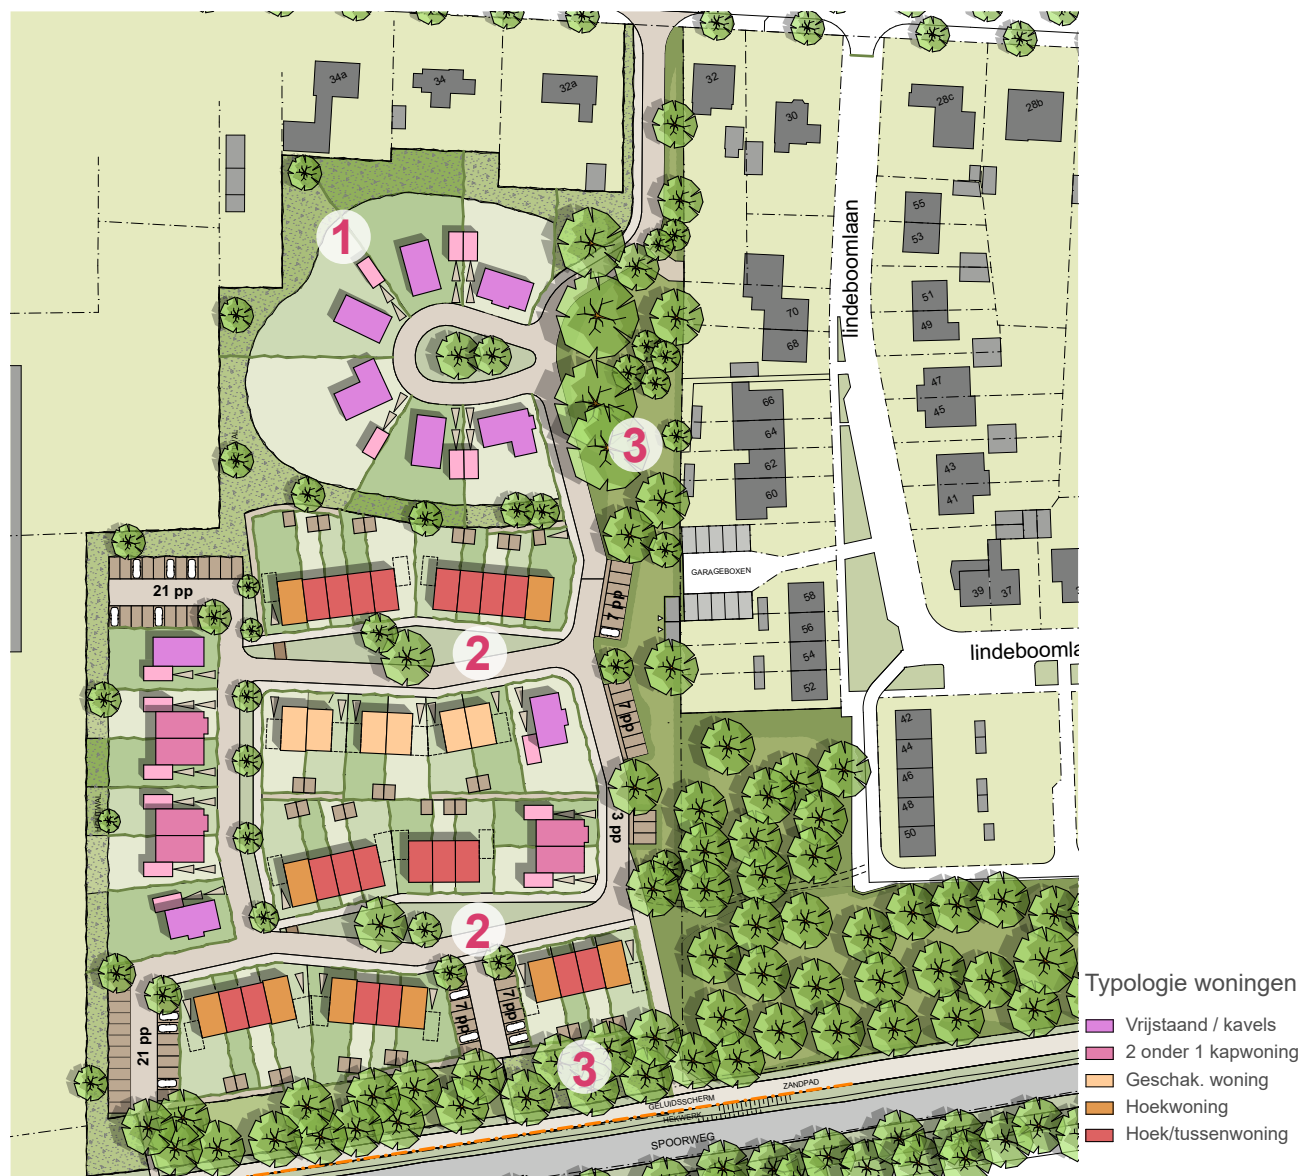 34a
34
32a
32
30
28c
28b
55
53
51
49
47
45
43
41
39
37
70
68
66
64
62
60
58
56
54
52
42
44
46
48
50
lindeboomlaan
lindeboomla
GARAGEBOXEN
1
2
2
3
3
21 pp
7 pp
7 pp
3 pp
7 pp
7 pp
21 pp
ZANDPAD
GELUIDSSCHERM
HEKWERK
SPOORWEG
Typologie woningen
Vrijstaand / kavels
2 onder 1 kapwoning
Geschak. woning
Hoekwoning
Hoek/tussenwoning